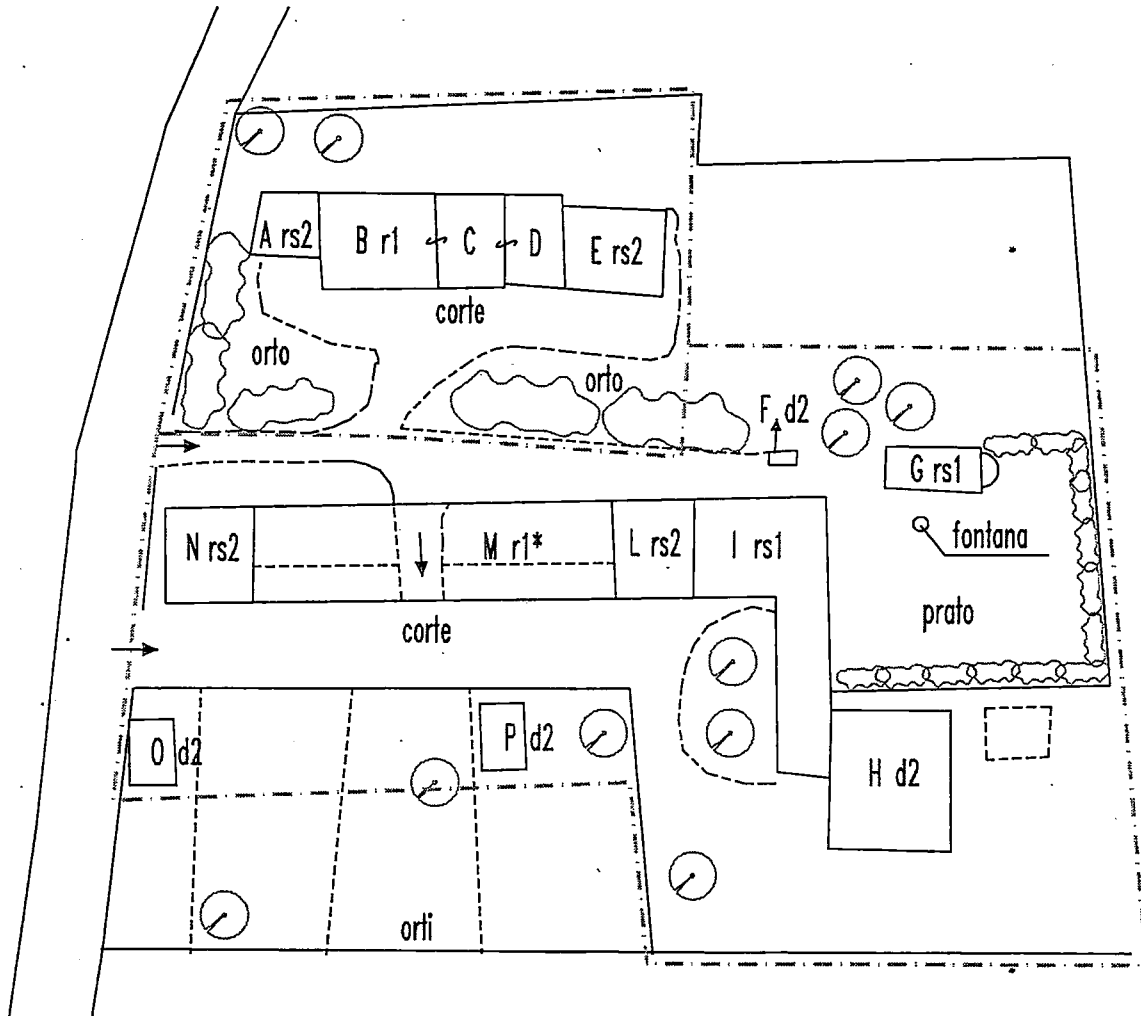 A rs2
B r1
C
D
E rs2
corte
orto
orto
F d2
G rs1
fontana
N rs2
M r1*
L rs2
I rs1
corte
prato
O d2
P d2
H d2
orti